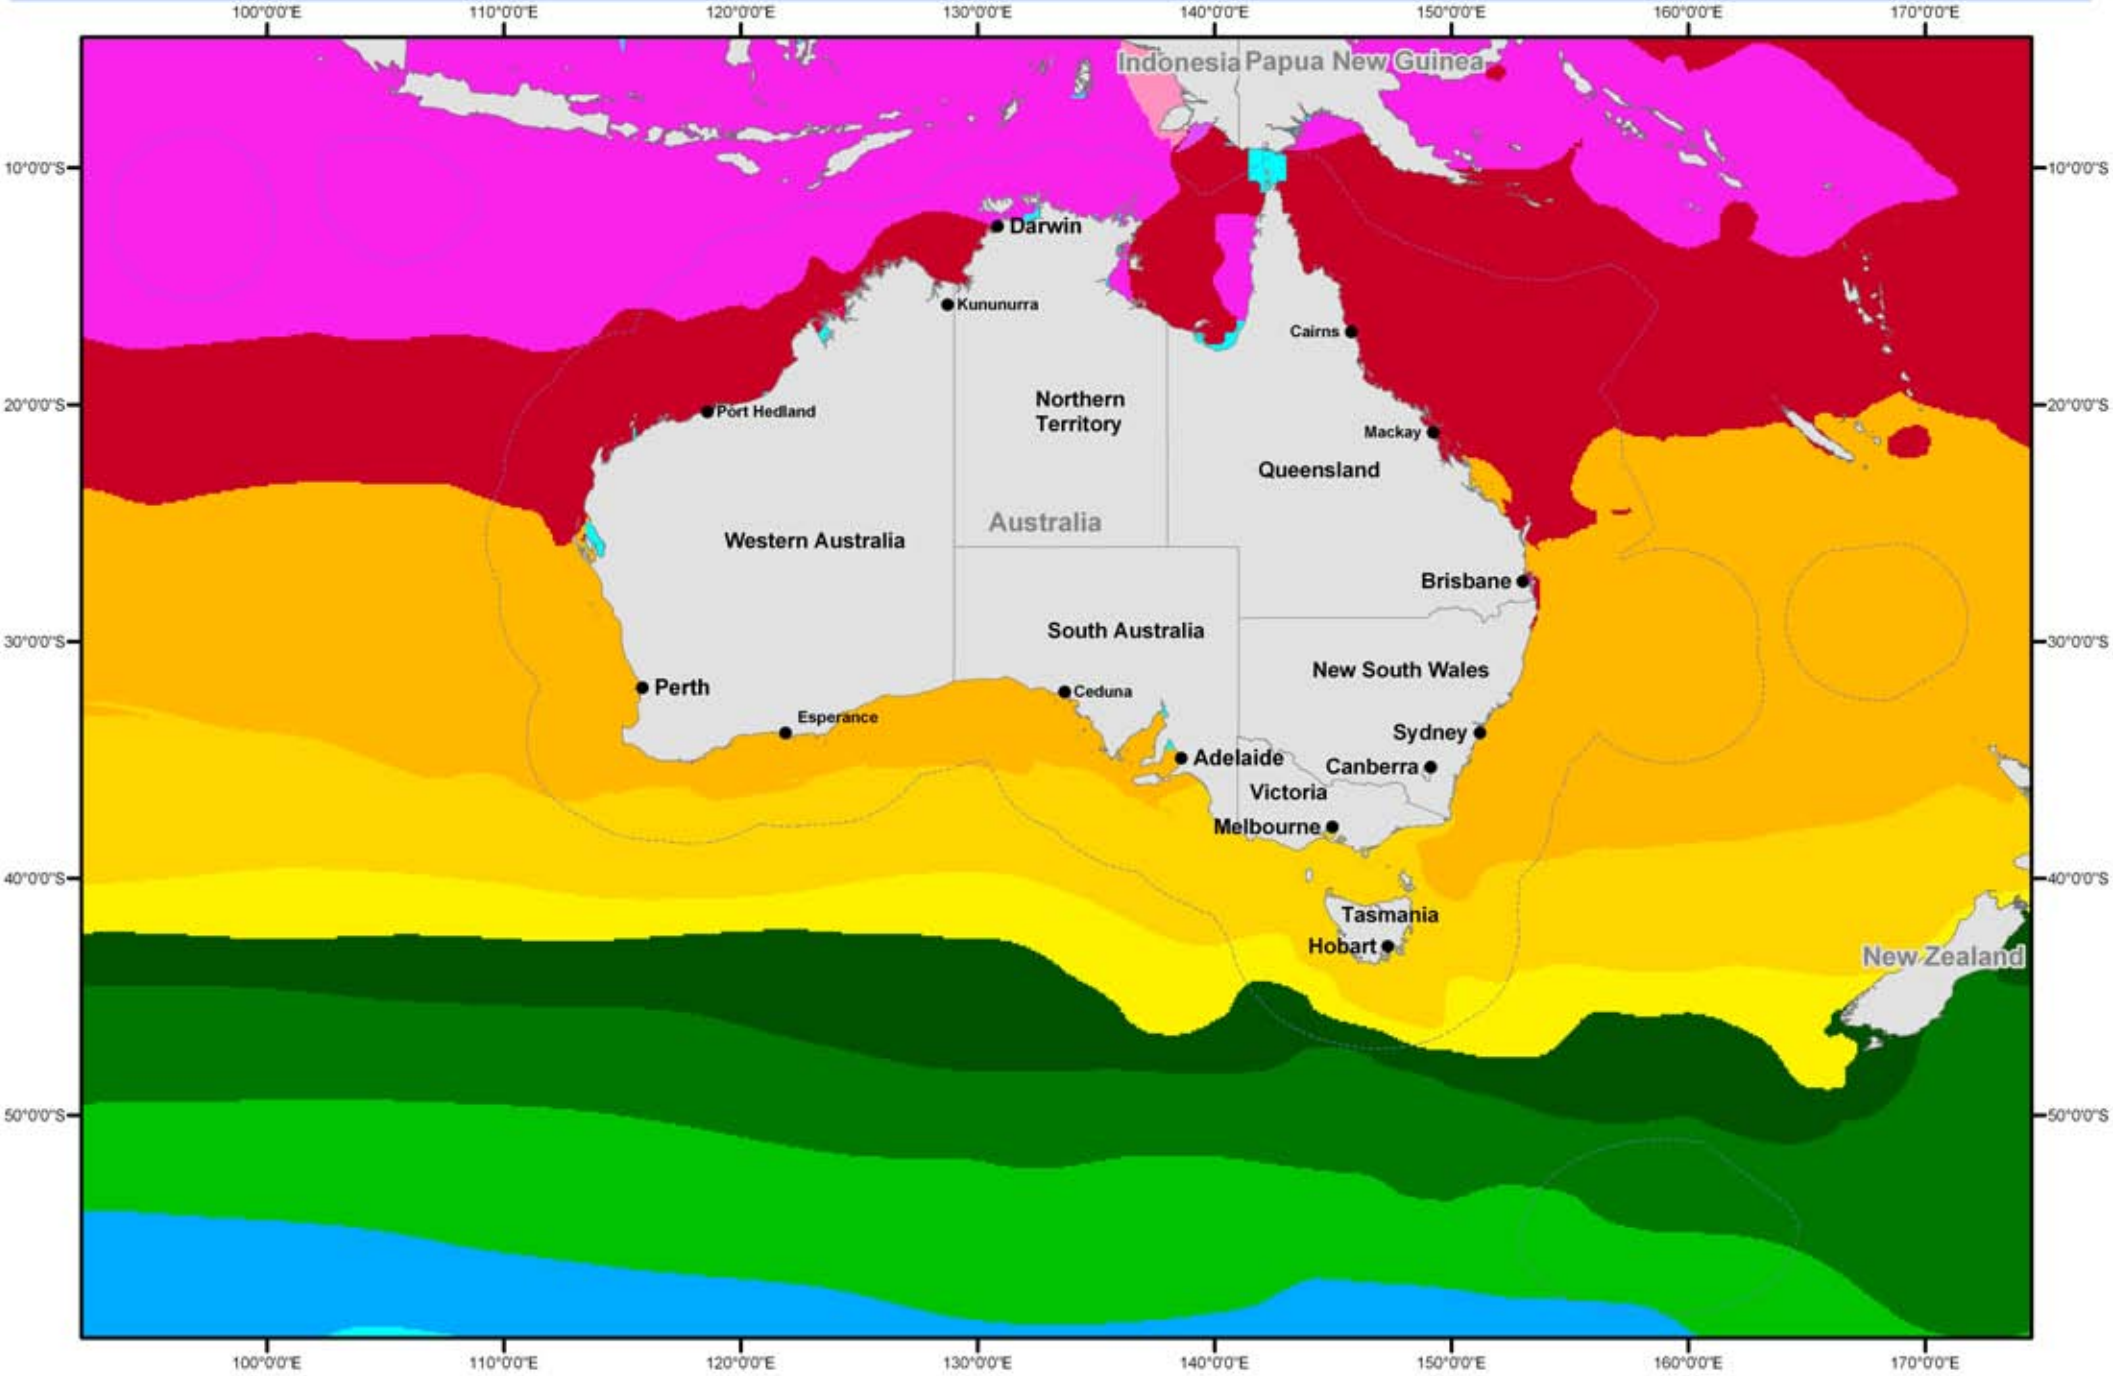 100°0'0"E 110°0'0"E 120°0'0"E 130°0'0"E 140°0'0"E 150°0'0"E 160°0'0"E 170°0'0"E
Indonesia Papua New Guinea
10°0'0"S 10°0'0"S
Darwin
Kununurra
Cairns
Northern
Territory
20°0'0"S 20°0'0"S
Port Hedland
Mackay
Queensland
Australia
Western Australia
Brisbane
South Australia
30°0'0"S 30°0'0"S
New South Wales
Perth
Ceduna
Esperance
Sydney
Adelaide
Canberra
Victoria
Melbourne
40°0'0"S 40°0'0"S
Tasmania
Hobart
New Zealand
50°0'0"S 50°0'0"S
100°0'0"E 110°0'0"E 120°0'0"E 130°0'0"E 140°0'0"E 150°0'0"E 160°0'0"E 170°0'0"E